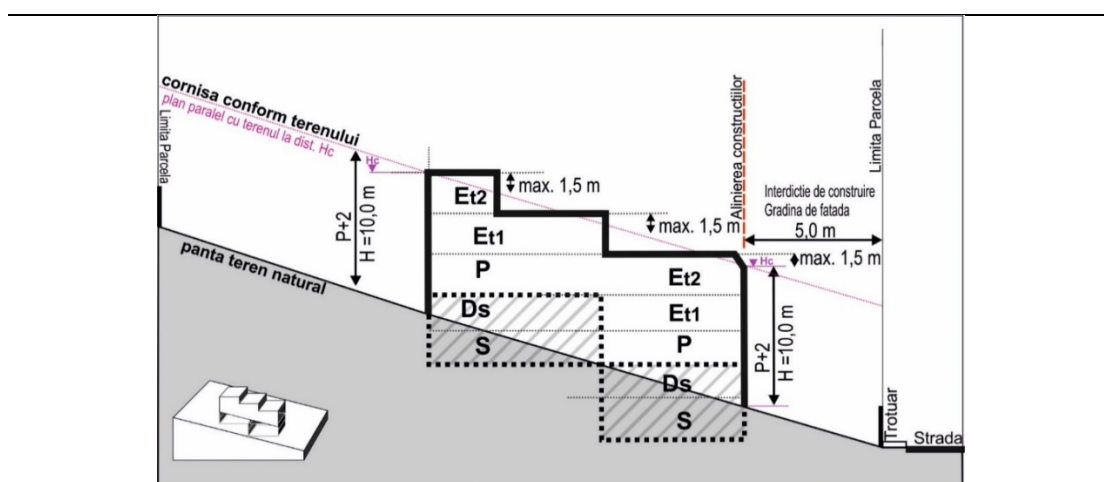 cornisa conform terenului
plan paralel cu terenul la dist. Hc
Limita Parcela
P+2
H =10,0 m
panta teren natural
Hc
max. 1,5 m
Et2
Et1
P
Ds
S
max. 1,5 m
Et2
Et1
P
Ds
S
Alinierea constructiilor
Interdictie de construire
Gradina de fatada
5,0 m
Hc
max. 1,5 m
P+2
H =10,0 m
Limita Parcela
Trotuar
Strada